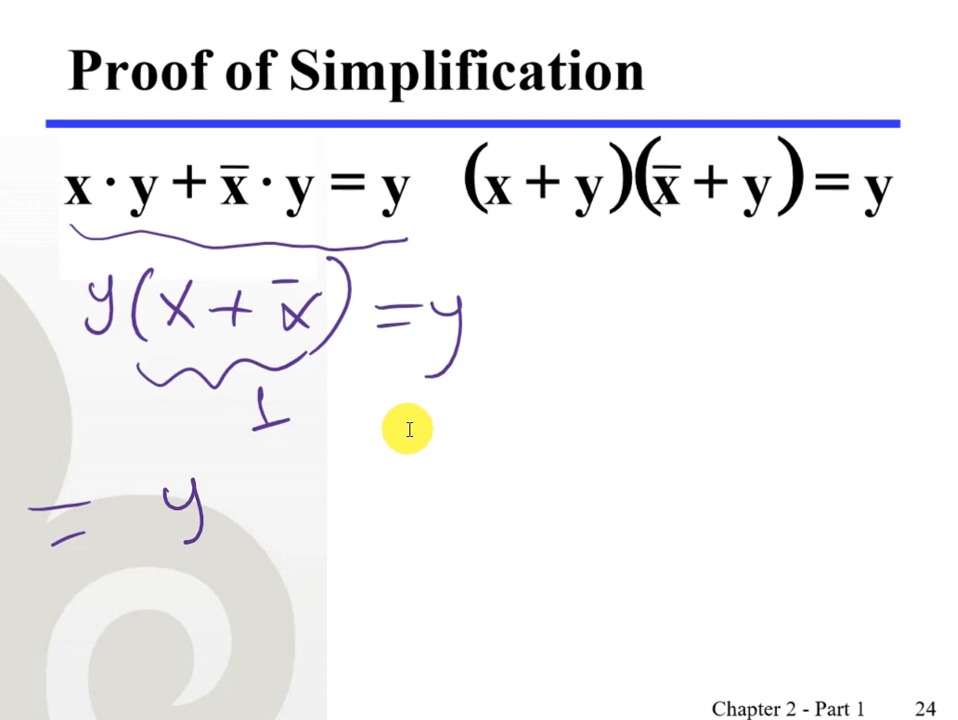 Proof of Simplification
x · y + x̄ · y = y (x + y)(x̄ + y) = y
y(x + x̄) = y
1
= y
Chapter 2 - Part 1 24